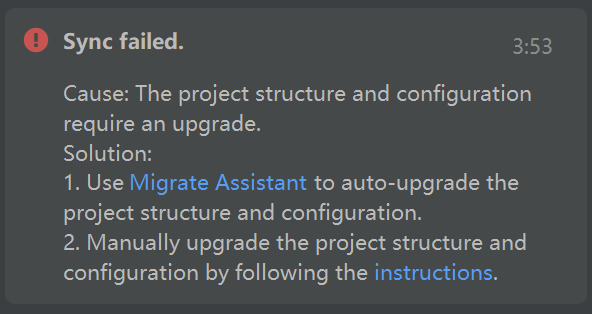 Sync failed.
3:53
Cause: The project structure and configuration
require an upgrade.
Solution:
1. Use Migrate Assistant to auto-upgrade the
project structure and configuration.
2. Manually upgrade the project structure and
configuration by following the instructions.